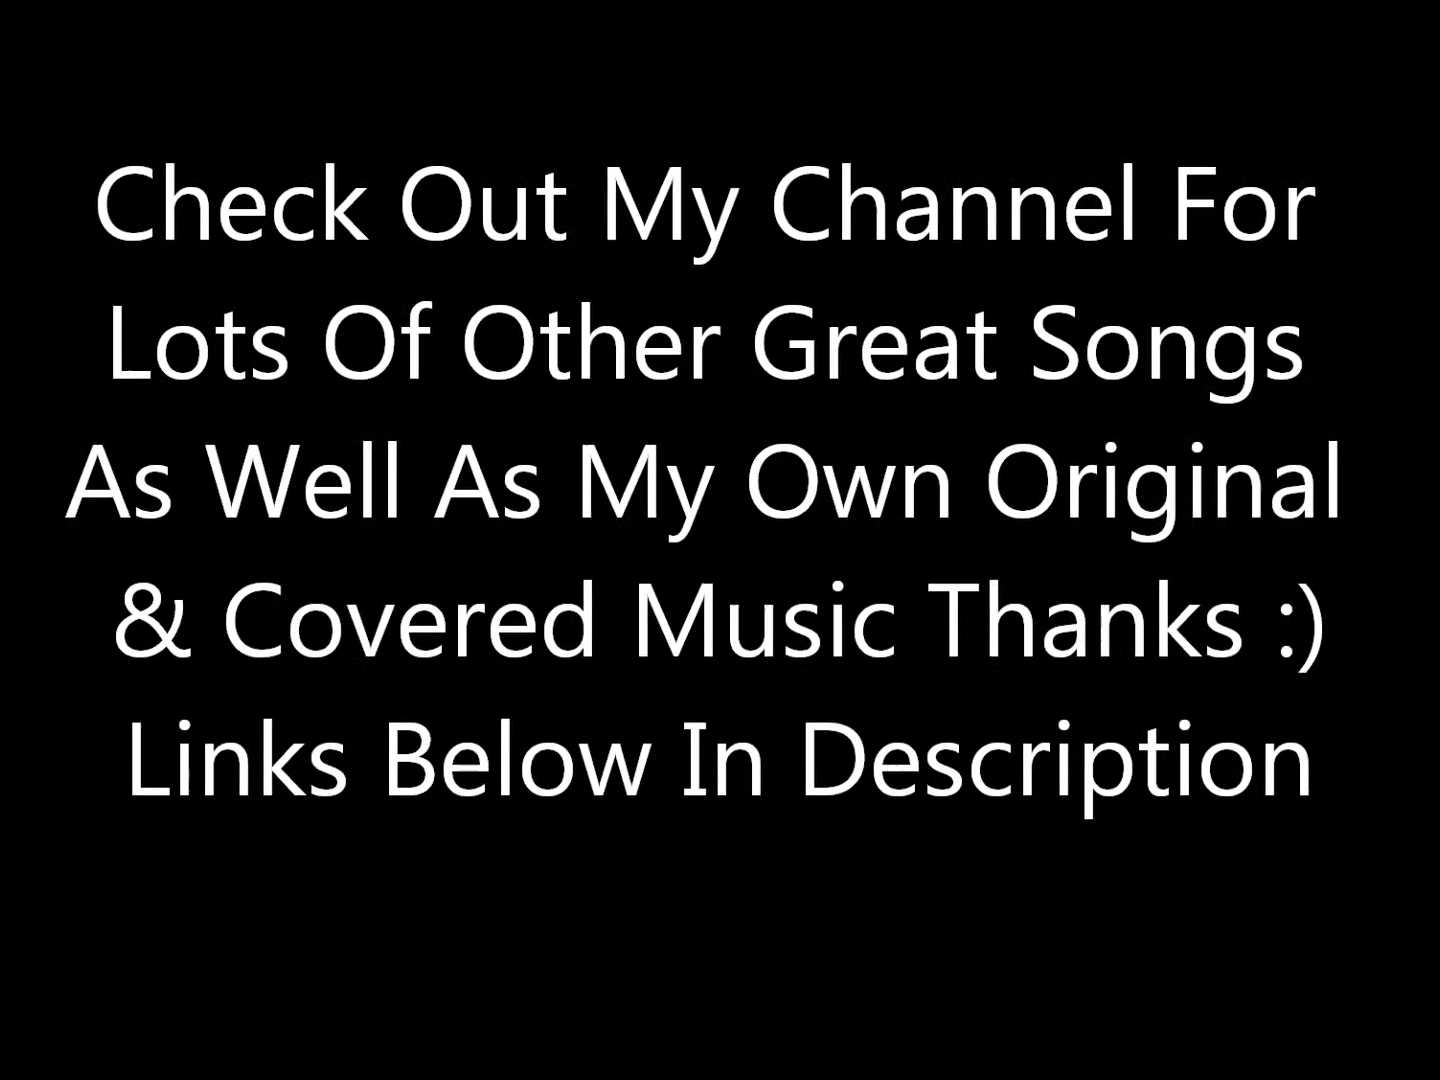 Check Out My Channel For
Lots Of Other Great Songs
As Well As My Own Original
& Covered Music Thanks :)
Links Below In Description